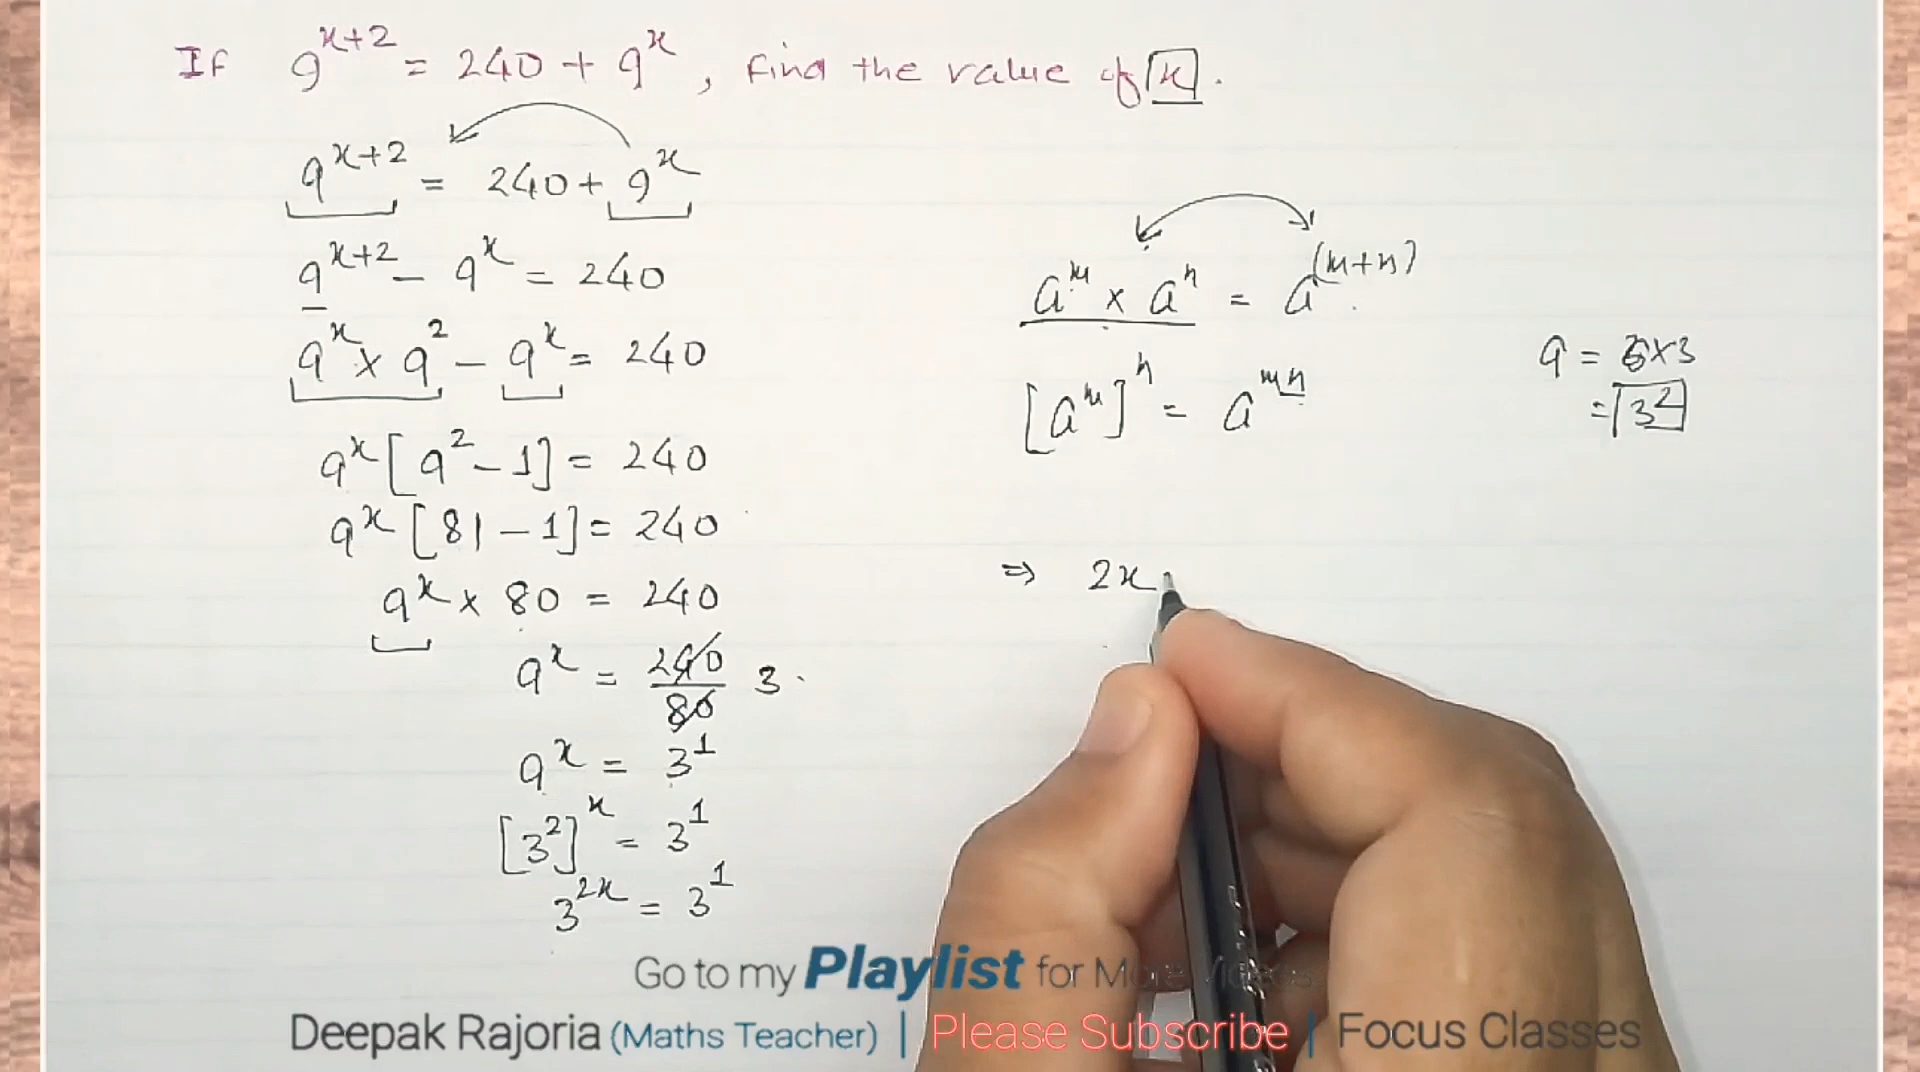 If 9^{x+2} = 240 + 9^x, find the value of x.
9^{x+2} = 240 + 9^x
9^{x+2} - 9^x = 240
9^x × 9^2 - 9^x = 240
9^x [9^2 - 1] = 240
9^x [81 - 1] = 240
9^x × 80 = 240
9^x = 240/80 3
9^x = 3^1
[3^2]^x = 3^1
3^{2x} = 3^1
a^m × a^n = a^{(m+n)}
[a^m]^n = a^{mn}
9 = 3×3
= 3^2
⇒ 2x
Go to my Playlist for More Videos
Deepak Rajoria (Maths Teacher) | Please Subscribe | Focus Classes